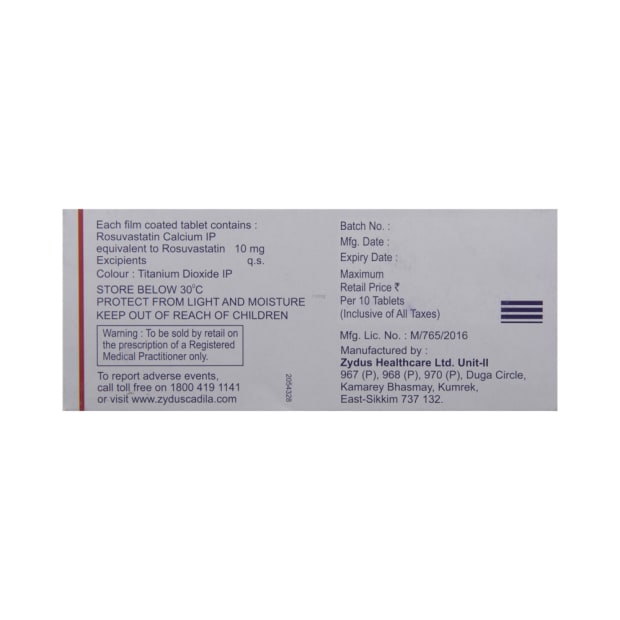 Each film coated tablet contains :
Rosuvastatin Calcium IP
equivalent to Rosuvastatin 10 mg
Excipients q.s.
Colour : Titanium Dioxide IP
STORE BELOW 30°C
PROTECT FROM LIGHT AND MOISTURE
KEEP OUT OF REACH OF CHILDREN
Warning : To be sold by retail on
the prescription of a Registered
Medical Practitioner only.
To report adverse events,
call toll free on 1800 419 1141
or visit www.zyduscadila.com
2054328
Batch No. :
Mfg. Date :
Expiry Date :
Maximum
Retail Price ₹
Per 10 Tablets
(Inclusive of All Taxes)
Mfg. Lic. No. : M/765/2016
Manufactured by :
Zydus Healthcare Ltd. Unit-II
967 (P), 968 (P), 970 (P), Duga Circle,
Kamarey Bhasmay, Kumrek,
East-Sikkim 737 132.